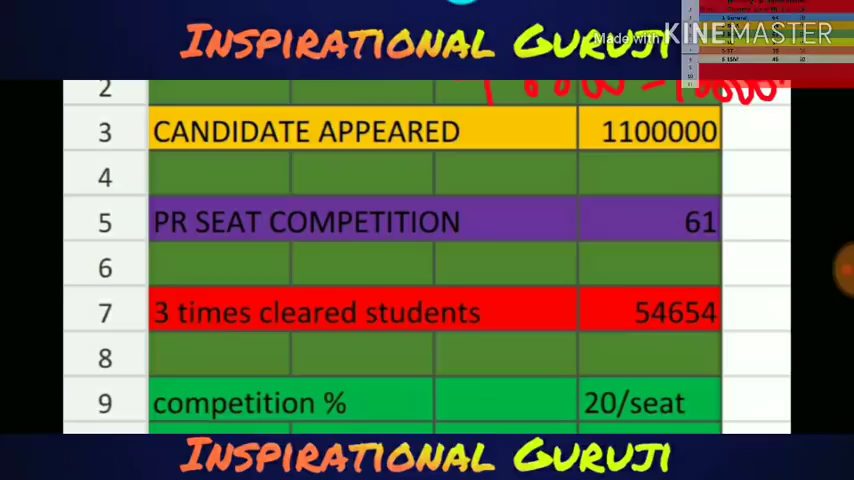 INSPIRATIONAL GURUJI
Made with KINEMASTER
2
3 CANDIDATE APPEARED 1100000
4
5 PR SEAT COMPETITION 61
6
7 3 times cleared students 54654
8
9 competition % 20/seat
INSPIRATIONAL GURUJI